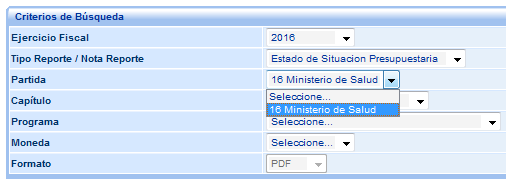 Criterios de Búsqueda
Ejercicio Fiscal 2016
Tipo Reporte / Nota Reporte Estado de Situacion Presupuestaria
Partida 16 Ministerio de Salud
Seleccione...
Capítulo 16 Ministerio de Salud
Programa Seleccione...
Moneda Seleccione...
Formato PDF